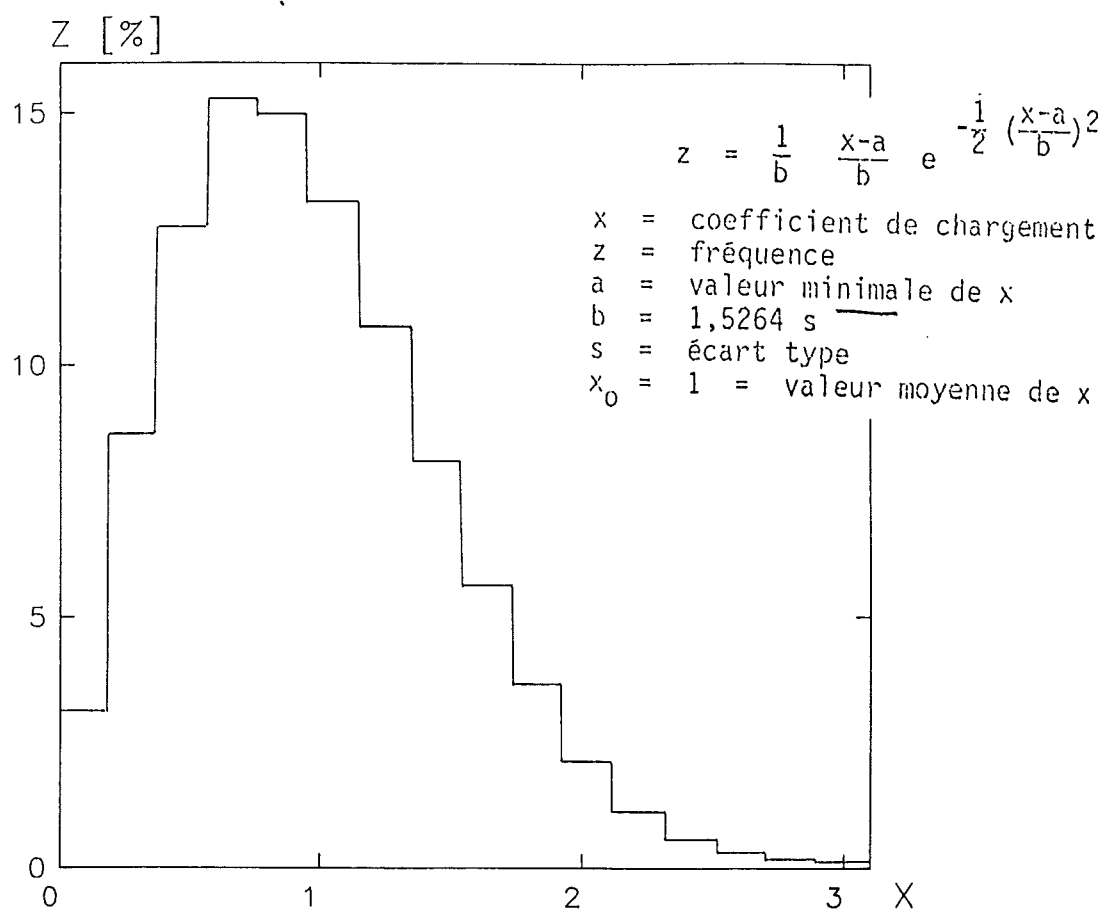 Z [%]
15
10
5
0
0 1 2 3 X
z = 1/b x-a/b e -1/2 (x-a/b)2
x = coefficient de chargement
z = fréquence
a = valeur minimale de x
b = 1,5264 s
s = écart type
xo = 1 = valeur moyenne de x